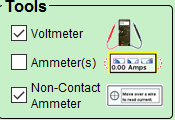 Tools
Voltmeter
Ammeter(s)
0.00 Amps
Non-Contact
Ammeter
Move over a wire
to read current.